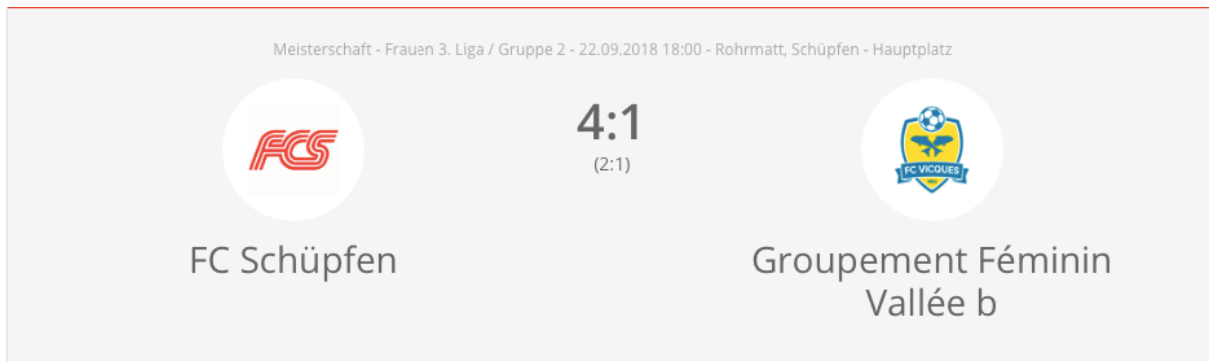 Meisterschaft - Frauen 3. Liga / Gruppe 2 - 22.09.2018 18:00 - Rohrmatt, Schüpfen - Hauptplatz
FCS
4:1
(2:1)
FC VICQUES
FC Schüpfen
Groupement Féminin
Vallée b